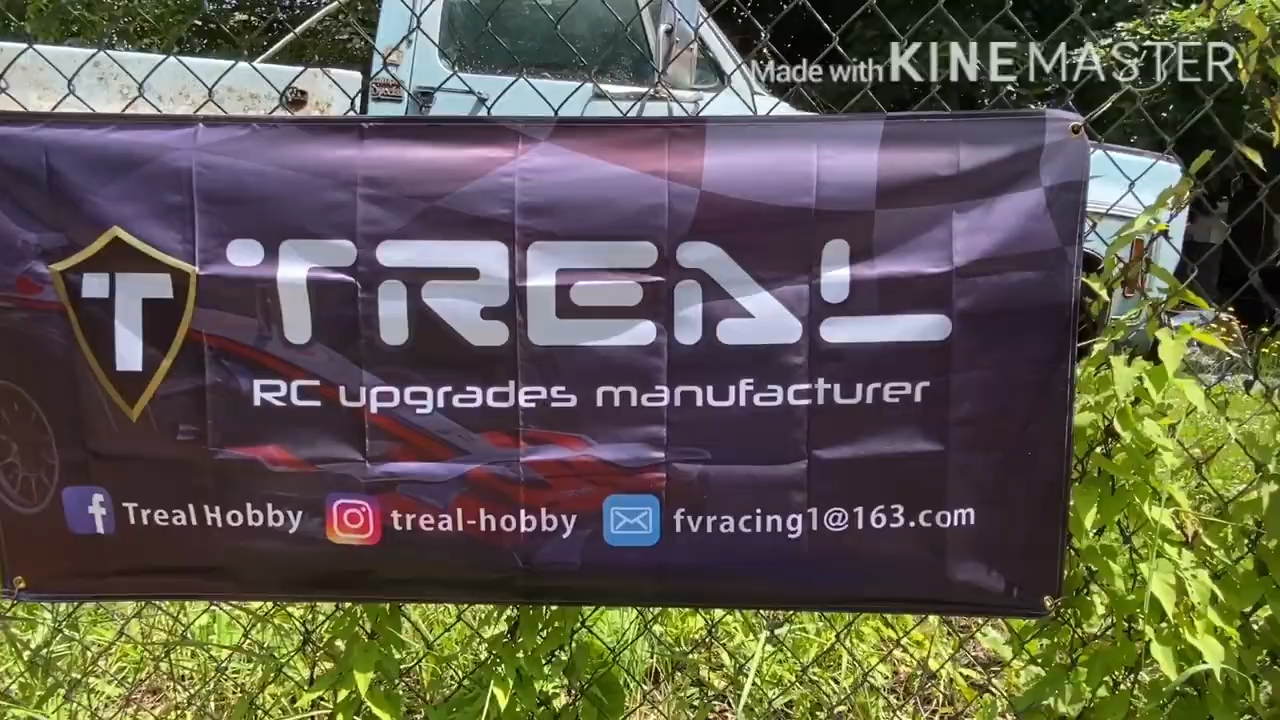 Made with KINEMASTER
T TREAL
RC upgrades manufacturer
f Treal Hobby treal-hobby fvracing1@163.com